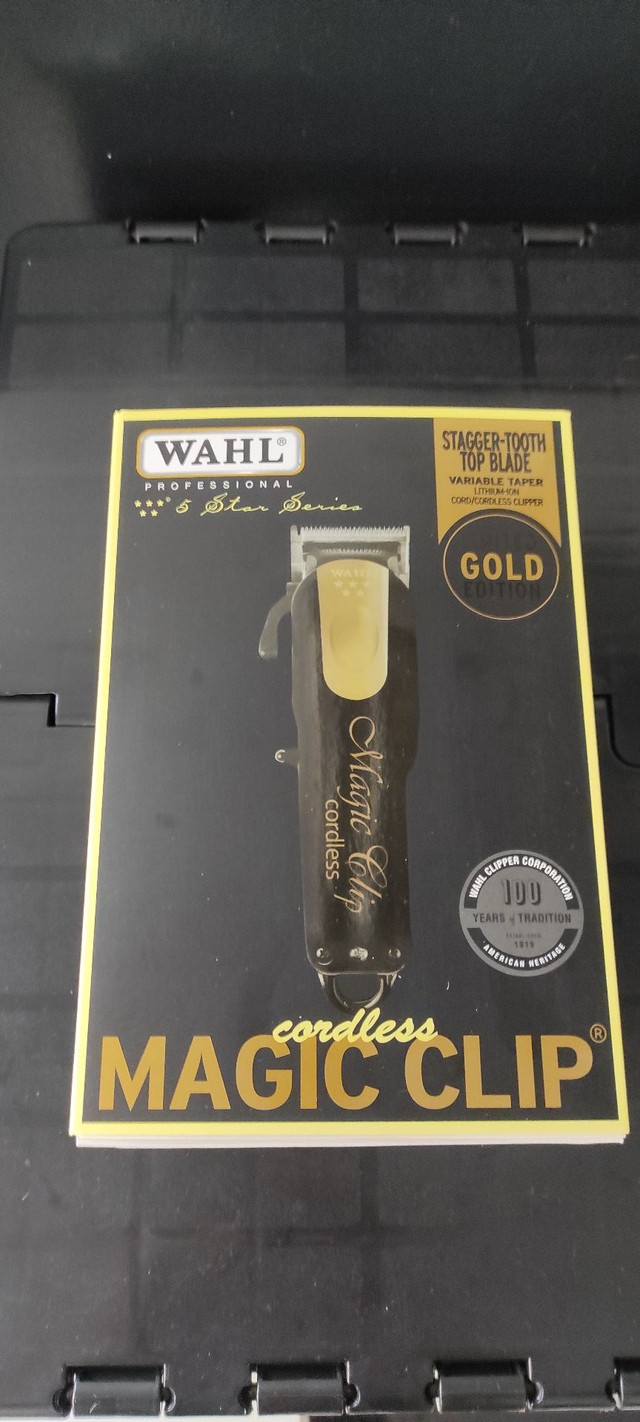 WAHL®
PROFESSIONAL
5 Star Series
STAGGER-TOOTH
TOP BLADE
VARIABLE TAPER
LITHIUM-ION
CORD/CORDLESS CLIPPER
GOLD
EDITION
WAHL
Magic Clip
cordless
WAHL CLIPPER CORPORATION
100
YEARS of TRADITION
ESTABLISHED
1919
AMERICAN HERITAGE
cordless
MAGIC CLIP®